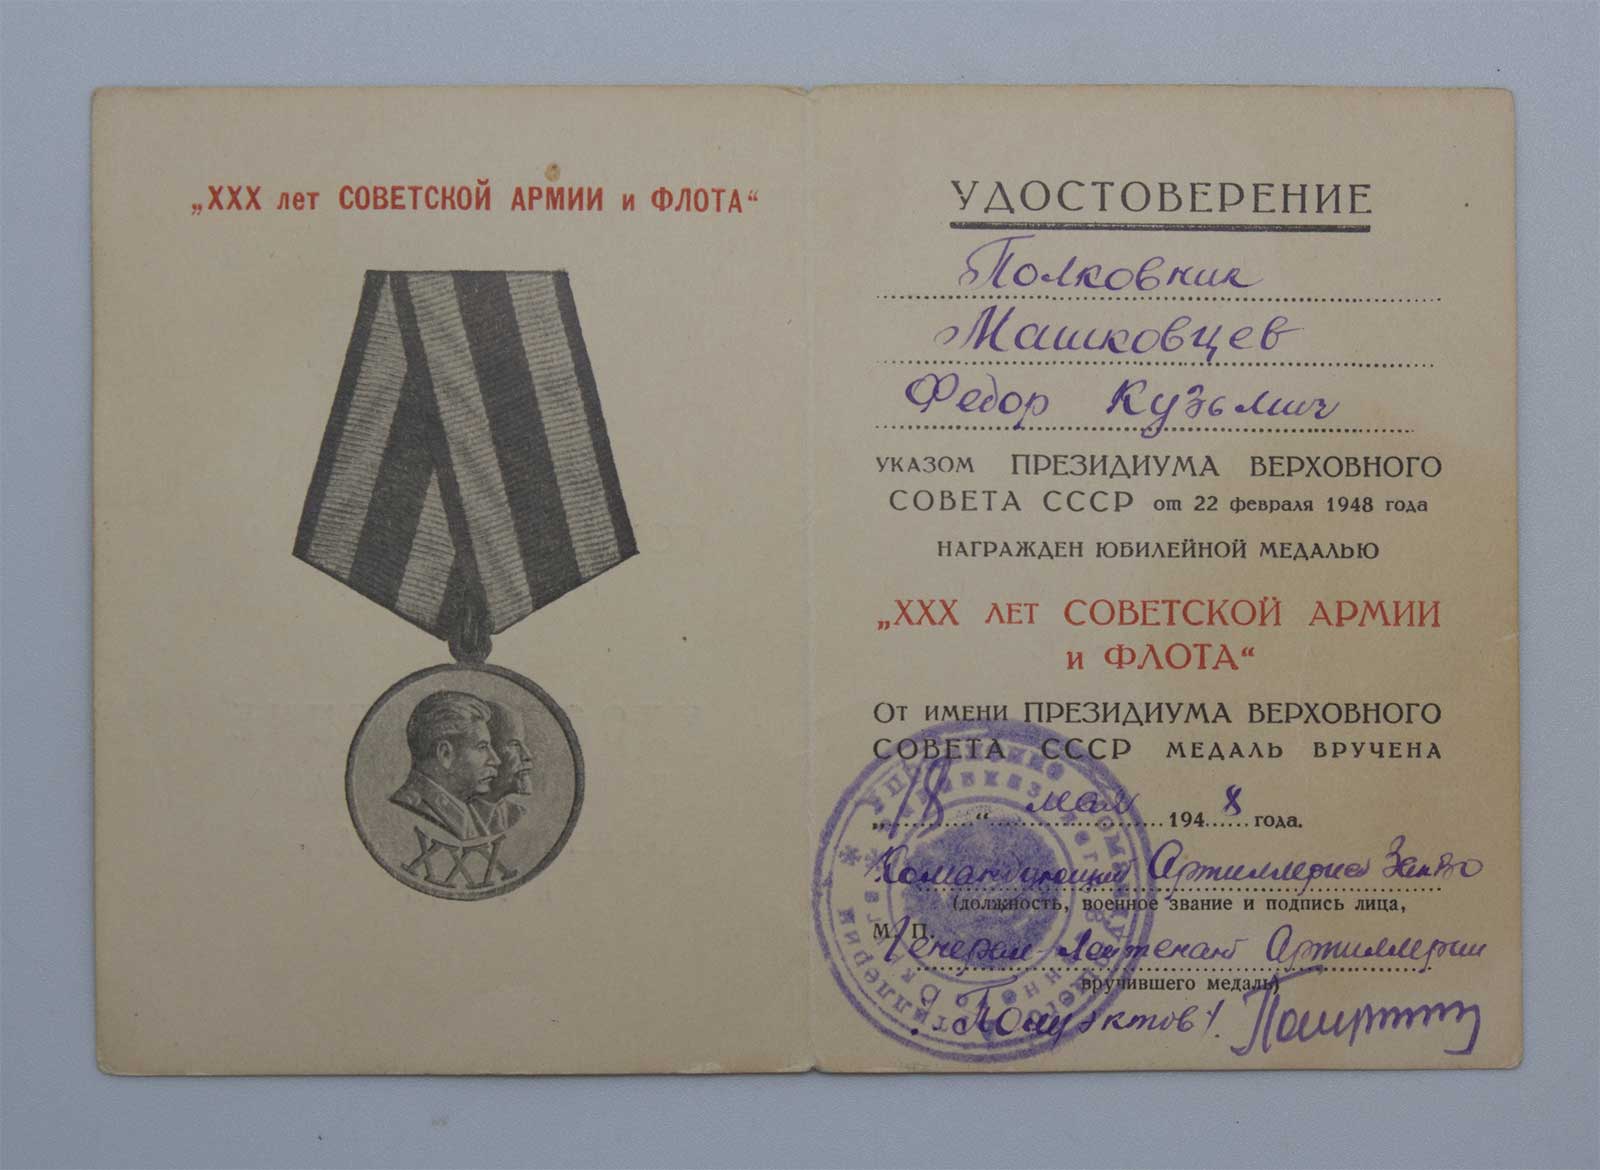 „XXX лет СОВЕТСКОЙ АРМИИ и ФЛОТА“
XXX
УДОСТОВЕРЕНИЕ
Полковник
Машковцев
Федор Кузьмич
УКАЗОМ ПРЕЗИДИУМА ВЕРХОВНОГО
СОВЕТА СССР от 22 февраля 1948 года
НАГРАЖДЕН ЮБИЛЕЙНОЙ МЕДАЛЬЮ
„XXX ЛЕТ СОВЕТСКОЙ АРМИИ
и ФЛОТА“
От имени ПРЕЗИДИУМА ВЕРХОВНОГО
СОВЕТА СССР МЕДАЛЬ ВРУЧЕНА
„18“ мая 1948 года.
Командующий Артиллерией ЗакВО
(должность, военное звание и подпись лица,
М. П.
Генерал-Лейтенант Артиллерии
вручившего медаль)
/Полуэктов/.